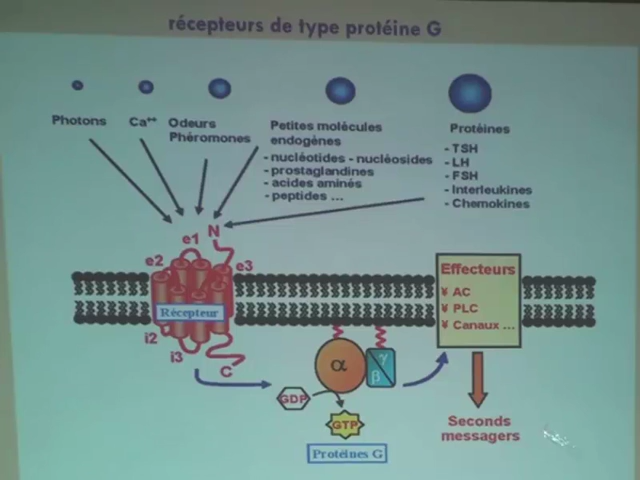 récepteurs de type protéine G
Photons
Ca++
Odeurs
Phéromones
Petites molécules
endogènes
- nucléotides - nucléosides
- prostaglandines
- acides aminés
- peptides ...
Protéines
- TSH
- LH
- FSH
- Interleukines
- Chemokines
N
e1
e2
e3
Récepteur
i2
i3
C
Effecteurs
¥ AC
¥ PLC
¥ Canaux ...
α
γ
β
GDP
GTP
Protéines G
Seconds
messagers